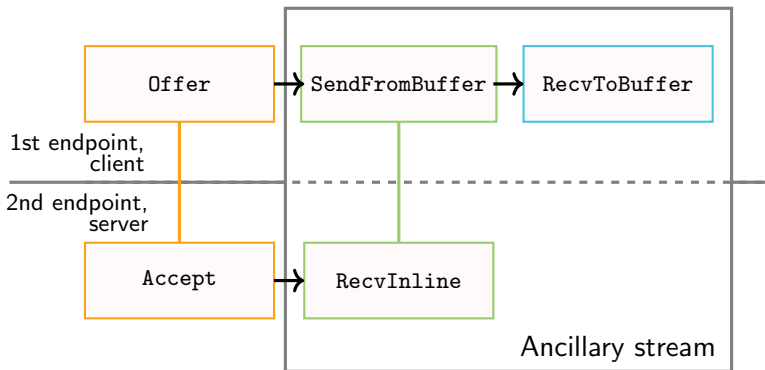 Offer
SendFromBuffer
RecvToBuffer
1st endpoint,
client
2nd endpoint,
server
Accept
RecvInline
Ancillary stream